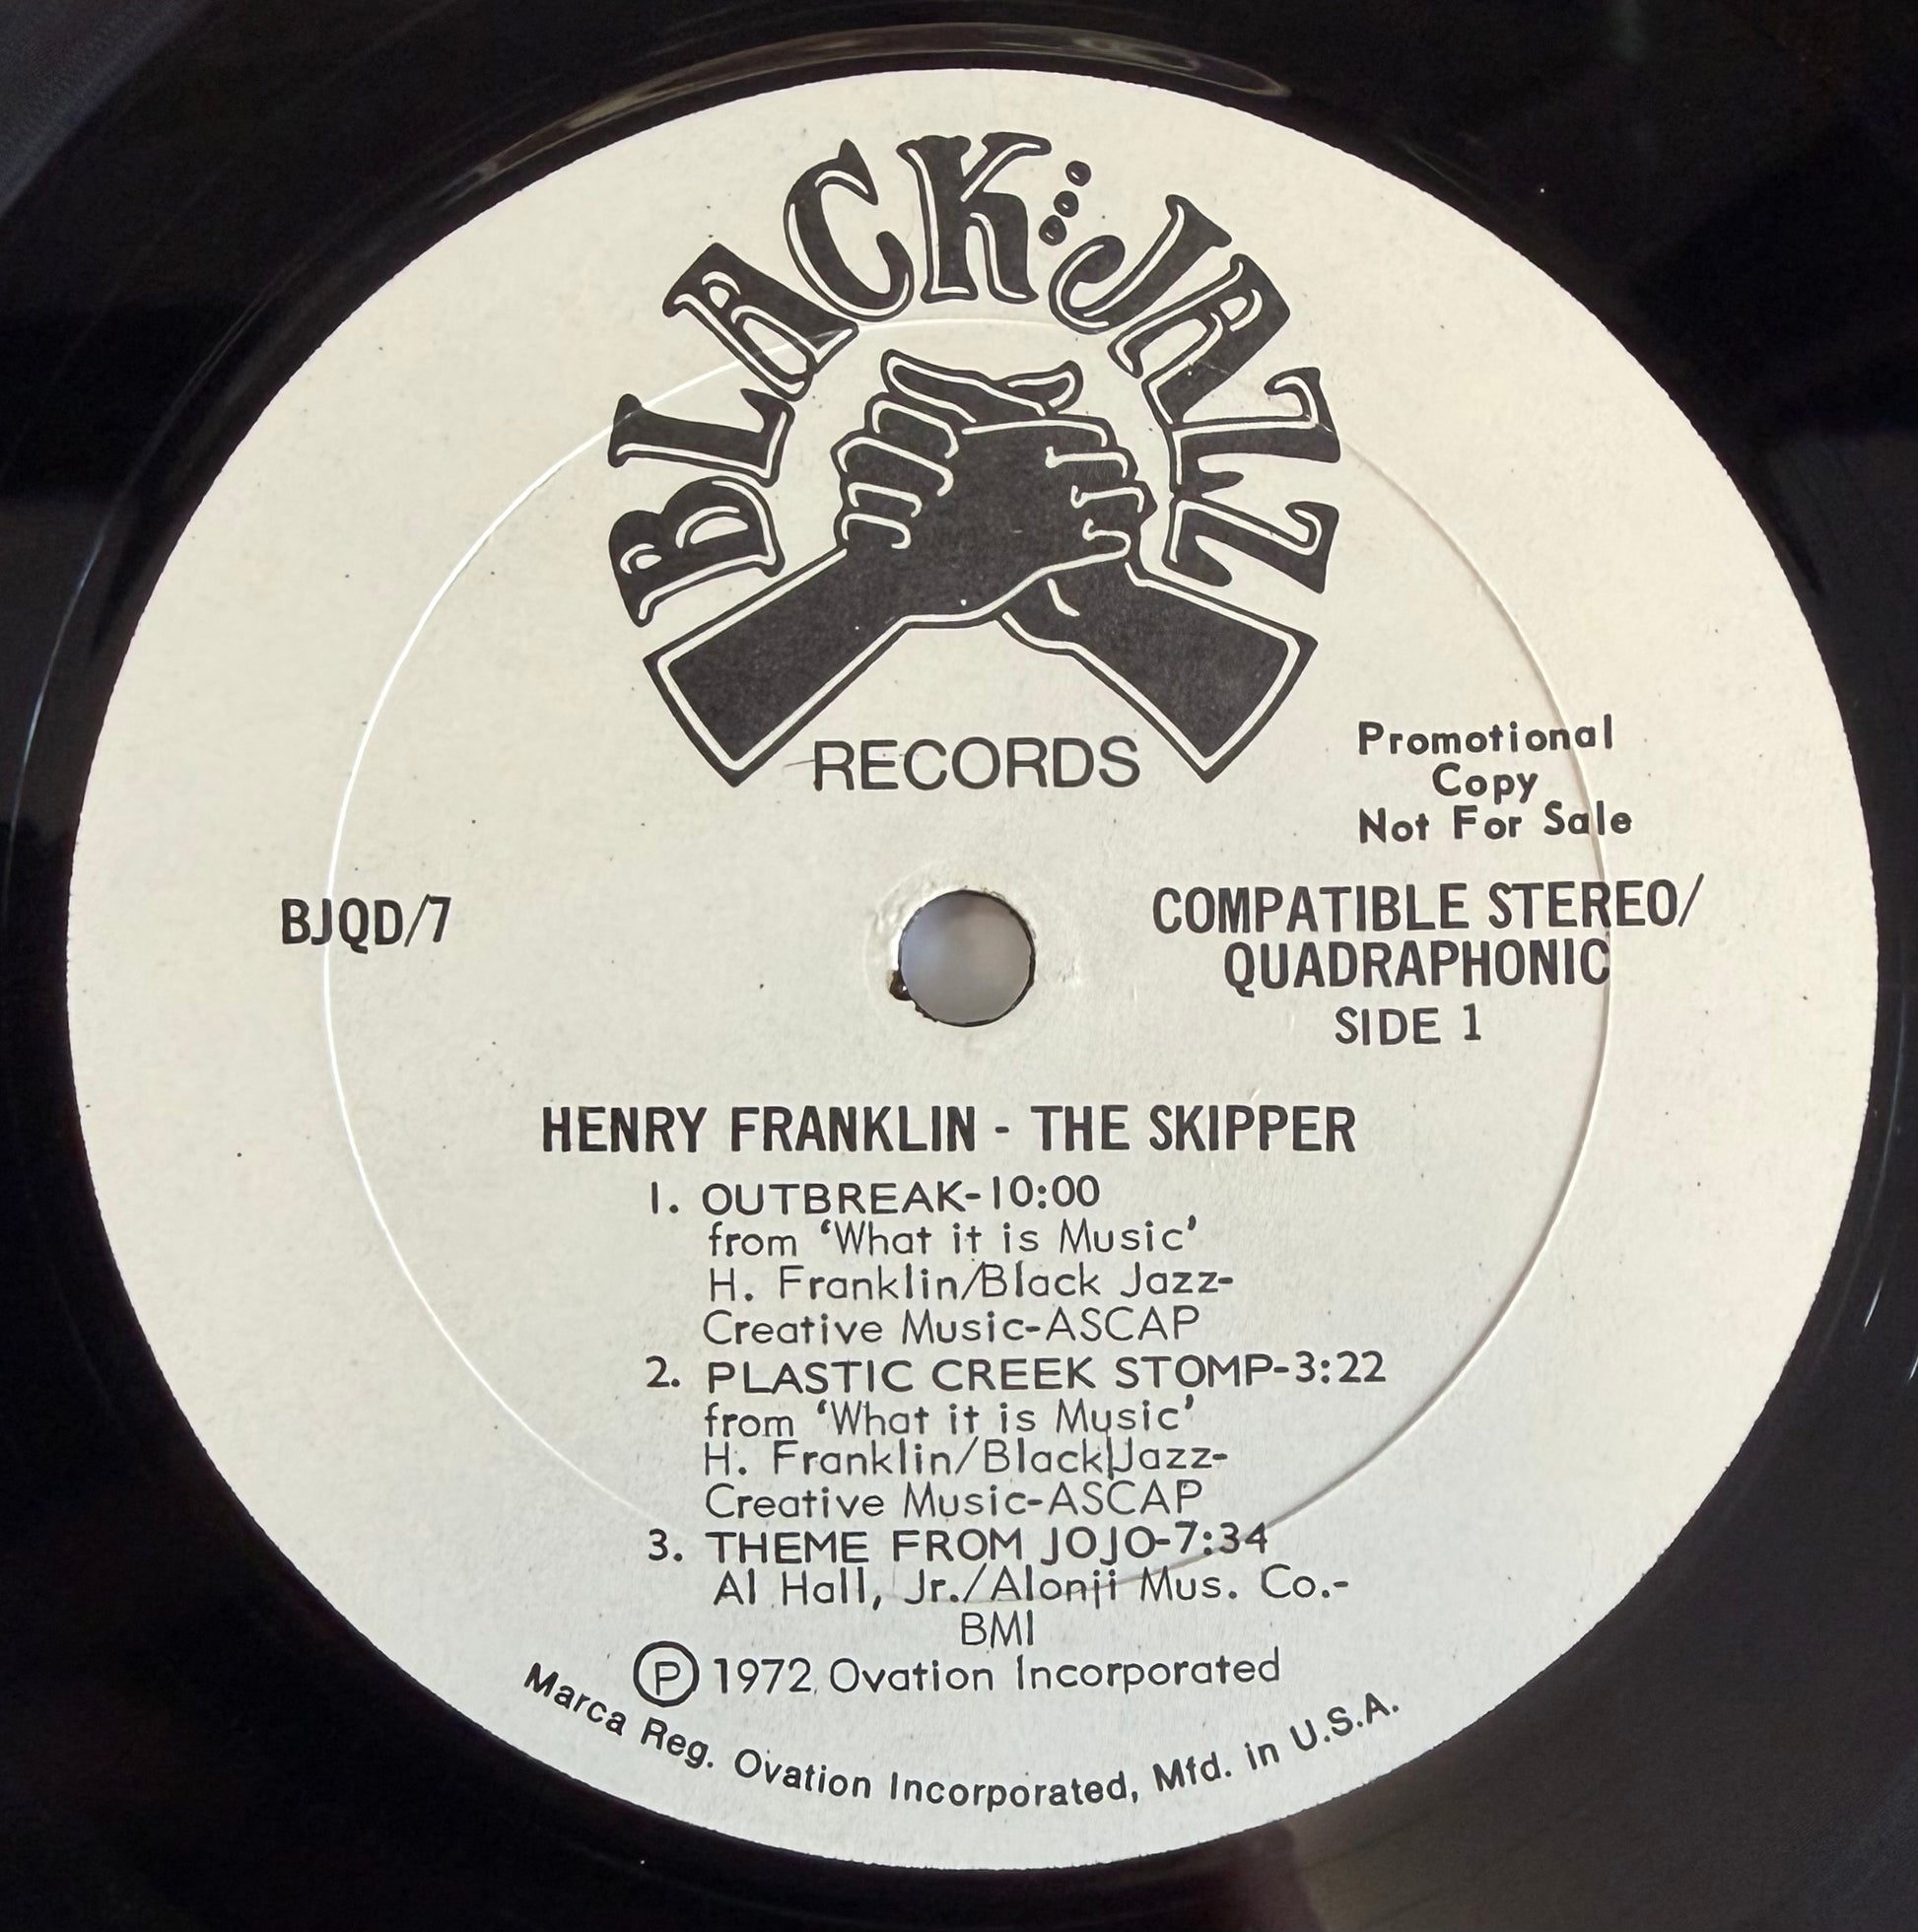 BLACK JAZZ
RECORDS
Promotional
Copy
Not For Sale
BJQD/7
COMPATIBLE STEREO/
QUADRAPHONIC
SIDE 1
HENRY FRANKLIN - THE SKIPPER
1. OUTBREAK-10:00
from ‘What it is Music’
H. Franklin/Black Jazz-
Creative Music-ASCAP
2. PLASTIC CREEK STOMP-3:22
from ‘What it is Music’
H. Franklin/Black Jazz-
Creative Music-ASCAP
3. THEME FROM JOJO-7:34
Al Hall, Jr./Alonji Mus. Co.-
BMI
Ⓟ 1972 Ovation Incorporated
Marca Reg. Ovation Incorporated, Mfd. in U.S.A.